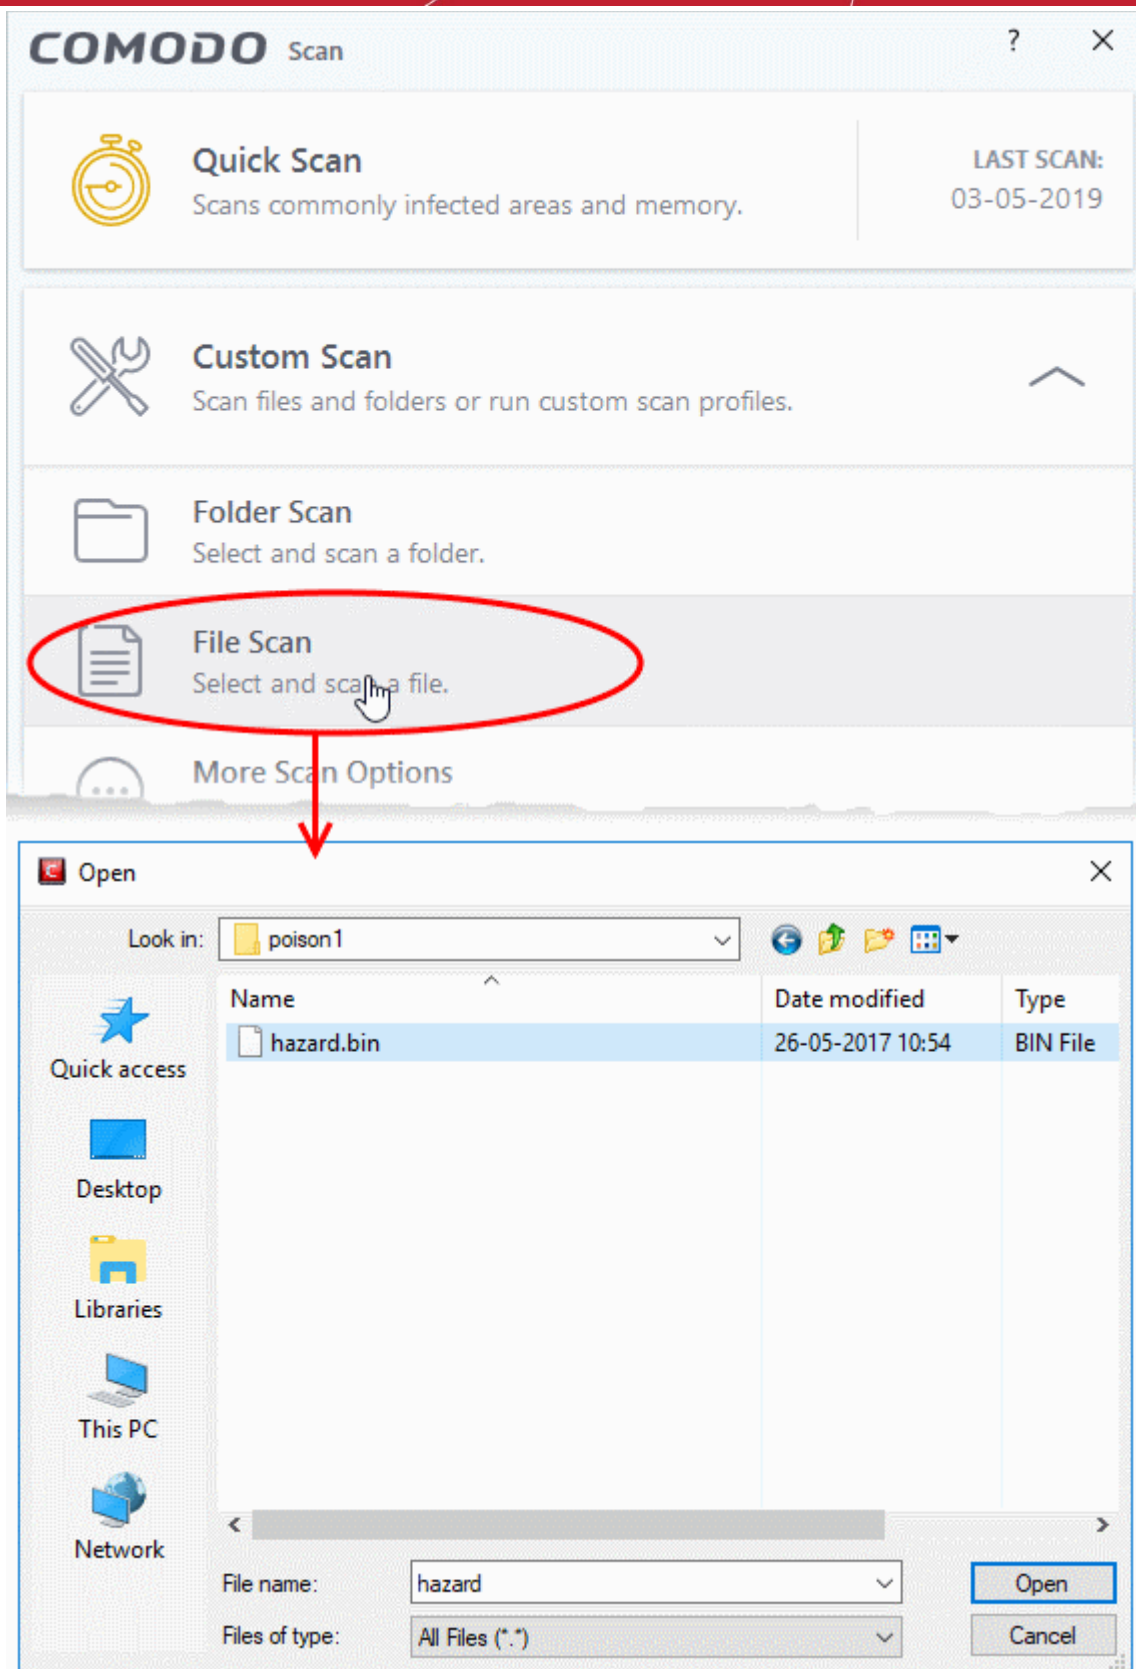 COMODO Scan ?
Quick Scan
Scans commonly infected areas and memory.
LAST SCAN:
03-05-2019
Custom Scan
Scan files and folders or run custom scan profiles.
Folder Scan
Select and scan a folder.
File Scan
Select and scan a file.
More Scan Options
Open
Look in: poison1
Name Date modified Type
hazard.bin 26-05-2017 10:54 BIN File
Quick access
Desktop
Libraries
This PC
Network
File name: hazard Open
Files of type: All Files (*.*) Cancel